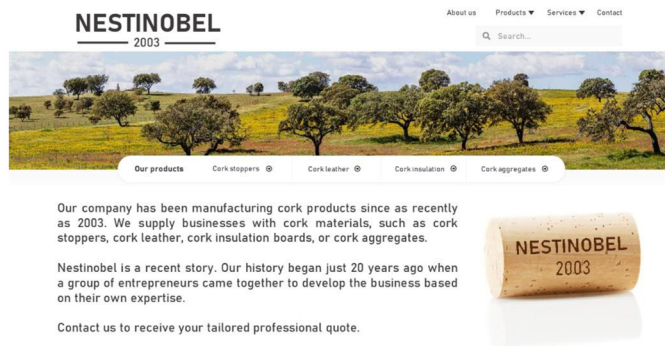 NESTINOBEL
2003
About us Products Services Contact
Search...
Our products Cork stoppers Cork leather Cork insulation Cork aggregates
Our company has been manufacturing cork products since as recently
as 2003. We supply businesses with cork materials, such as cork
stoppers, cork leather, cork insulation boards, or cork aggregates.
Nestinobel is a recent story. Our history began just 20 years ago when
a group of entrepreneurs came together to develop the business based
on their own expertise.
Contact us to receive your tailored professional quote.
NESTINOBEL
2003